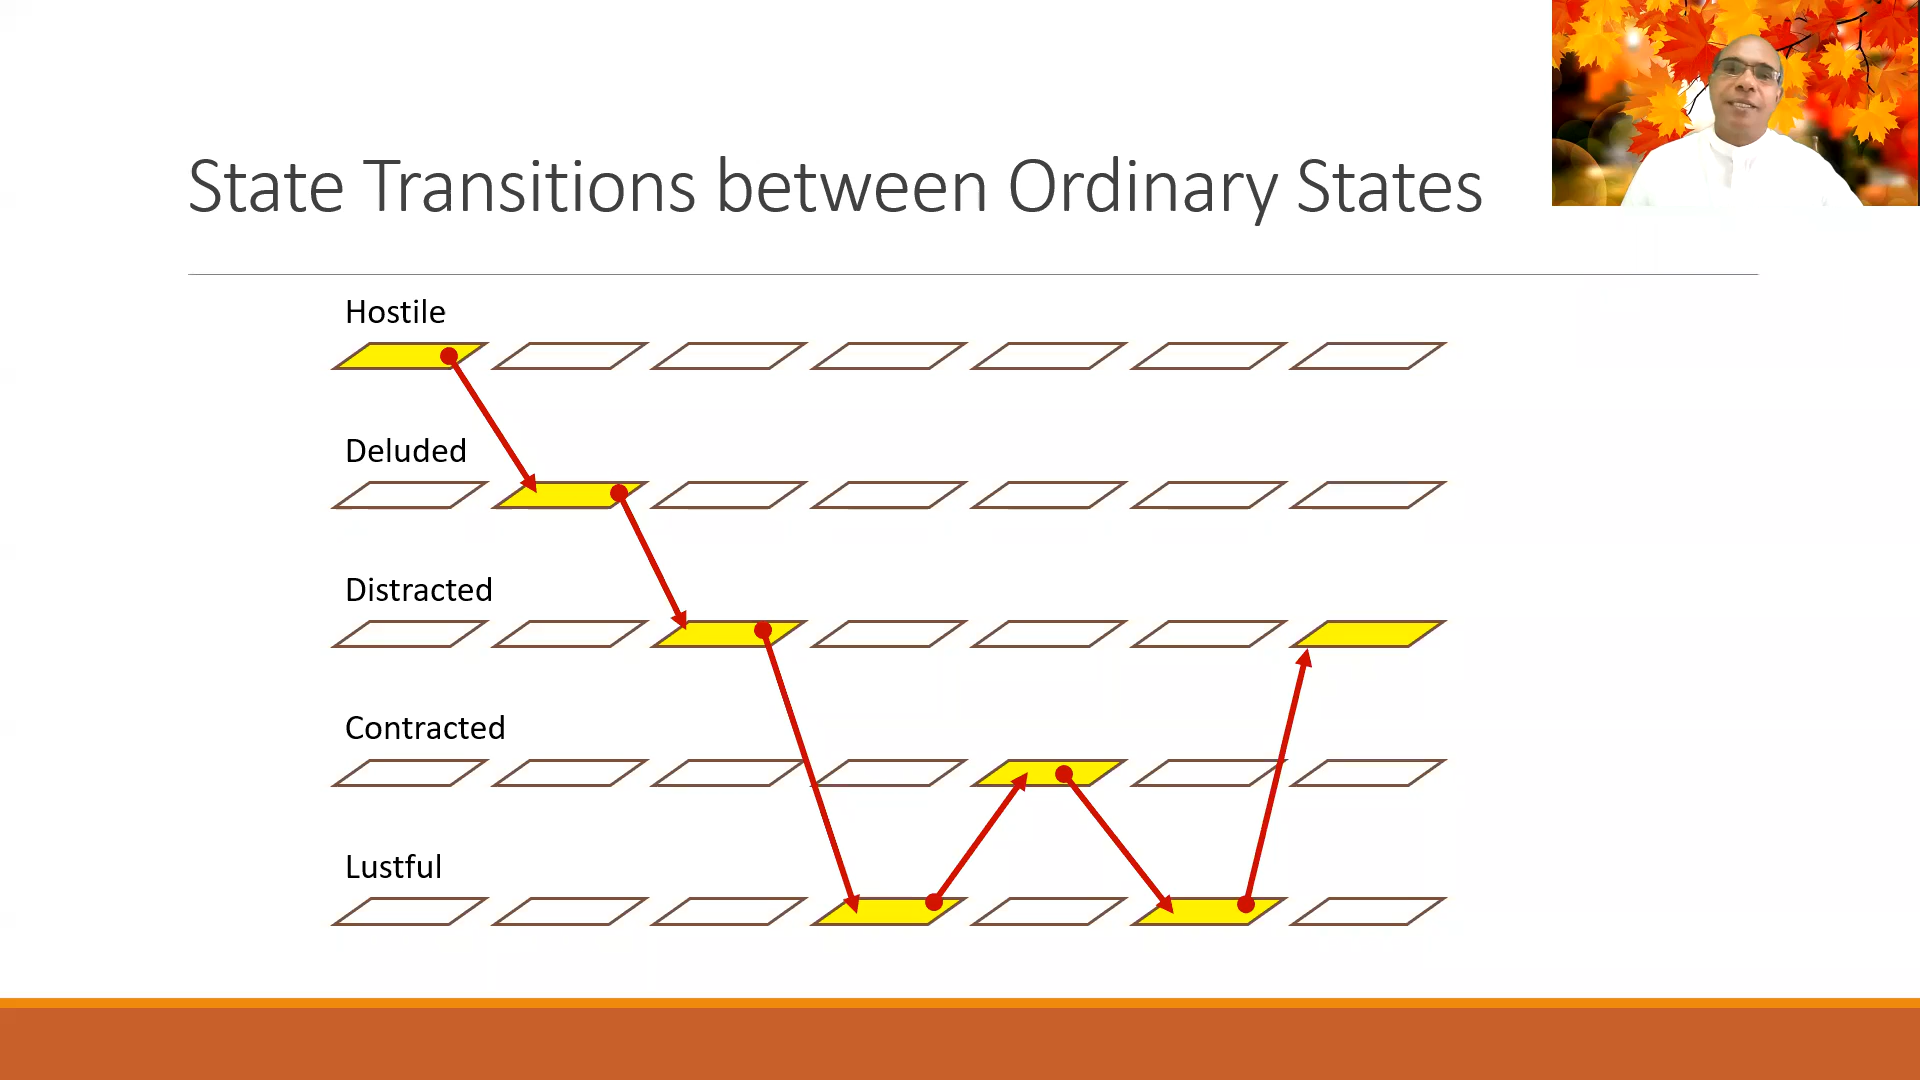 State Transitions between Ordinary States
Hostile
Deluded
Distracted
Contracted
Lustful